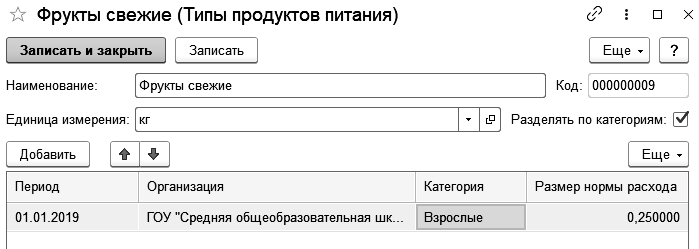 Фрукты свежие (Типы продуктов питания)
Записать и закрыть Записать Еще ?
Наименование: Фрукты свежие Код: 000000009
Единица измерения: кг Разделять по категориям:
Добавить Еще
Период Организация Категория Размер нормы расхода
01.01.2019 ГОУ "Средняя общеобразовательная шк... Взрослые 0,250000